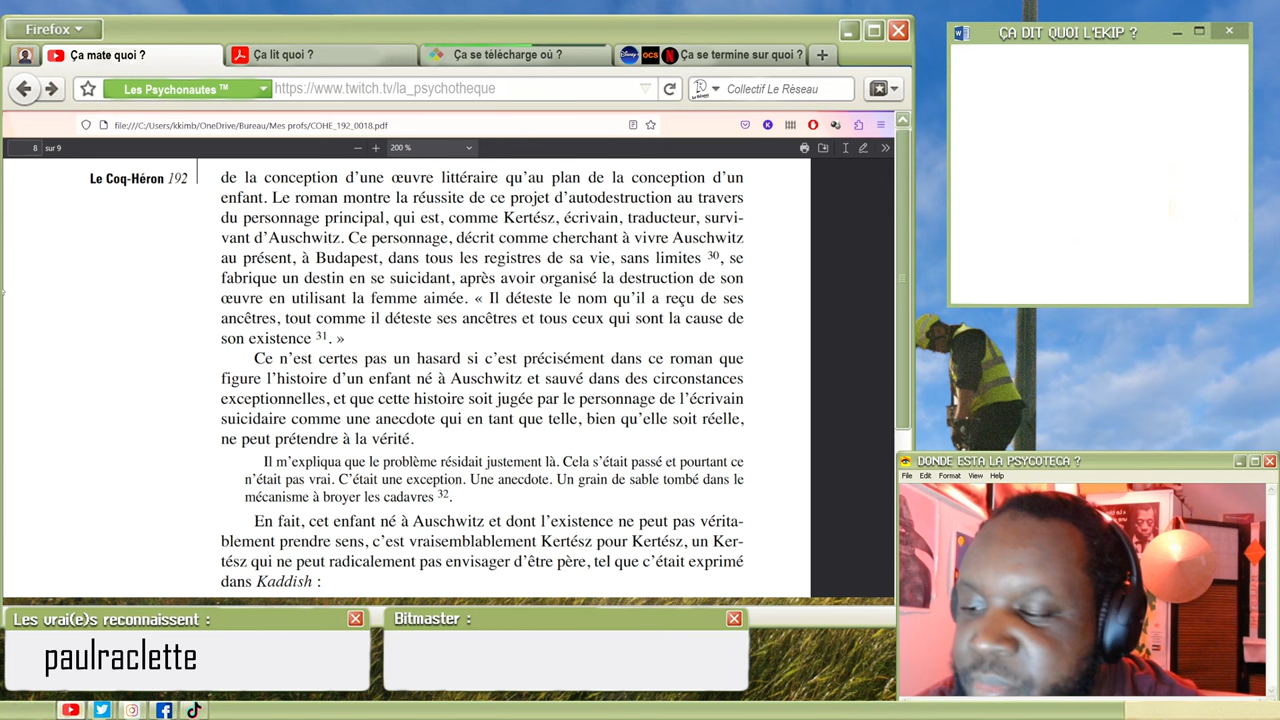 Firefox
ÇA DIT QUOI L'EKIP ?
Ça mate quoi ?
Ça lit quoi ?
Ça se télécharge où ?
Disney+
OCS
N
Ça se termine sur quoi ?
Les Psychonautes ™
https://www.twitch.tv/la_psychotheque
Collectif Le Réseau
file:///C:/Users/kkimb/OneDrive/Bureau/Mes profs/COHE_192_0018.pdf
8 sur 9
200 %
Le Coq-Héron 192
de la conception d'une œuvre littéraire qu'au plan de la conception d'un
enfant. Le roman montre la réussite de ce projet d'autodestruction au travers
du personnage principal, qui est, comme Kertész, écrivain, traducteur, survi-
vant d'Auschwitz. Ce personnage, décrit comme cherchant à vivre Auschwitz
au présent, à Budapest, dans tous les registres de sa vie, sans limites 30, se
fabrique un destin en se suicidant, après avoir organisé la destruction de son
œuvre en utilisant la femme aimée. « Il déteste le nom qu'il a reçu de ses
ancêtres, tout comme il déteste ses ancêtres et tous ceux qui sont la cause de
son existence 31. »
Ce n'est certes pas un hasard si c'est précisément dans ce roman que
figure l'histoire d'un enfant né à Auschwitz et sauvé dans des circonstances
exceptionnelles, et que cette histoire soit jugée par le personnage de l'écrivain
suicidaire comme une anecdote qui en tant que telle, bien qu'elle soit réelle,
ne peut prétendre à la vérité.
Il m'expliqua que le problème résidait justement là. Cela s'était passé et pourtant ce
n'était pas vrai. C'était une exception. Une anecdote. Un grain de sable tombé dans le
mécanisme à broyer les cadavres 32.
En fait, cet enfant né à Auschwitz et dont l'existence ne peut pas vérita-
blement prendre sens, c'est vraisemblablement Kertész pour Kertész, un Ker-
tész qui ne peut radicalement pas envisager d'être père, tel que c'était exprimé
dans Kaddish :
DONDE ESTA LA PSYCOTECA ?
File Edit Format View Help
Les vrai(e)s reconnaissent :
paulraclette
Bitmaster :